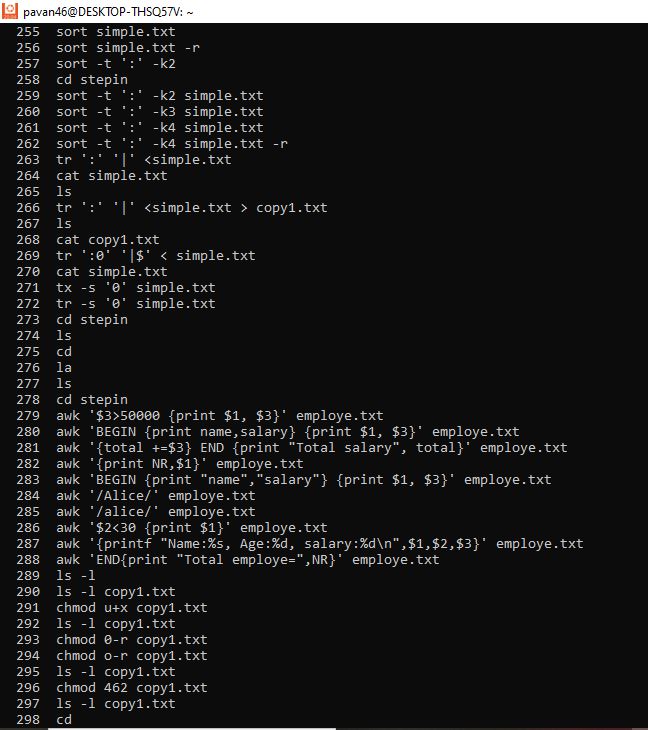 pavan46@DESKTOP-THSQ57V: ~
255 sort simple.txt
256 sort simple.txt -r
257 sort -t ':' -k2
258 cd stepin
259 sort -t ':' -k2 simple.txt
260 sort -t ':' -k3 simple.txt
261 sort -t ':' -k4 simple.txt
262 sort -t ':' -k4 simple.txt -r
263 tr ':' '|' <simple.txt
264 cat simple.txt
265 ls
266 tr ':' '|' <simple.txt > copy1.txt
267 ls
268 cat copy1.txt
269 tr ':0' '|$' < simple.txt
270 cat simple.txt
271 tx -s '0' simple.txt
272 tr -s '0' simple.txt
273 cd stepin
274 ls
275 cd
276 la
277 ls
278 cd stepin
279 awk '$3>50000 {print $1, $3}' employe.txt
280 awk 'BEGIN {print name,salary} {print $1, $3}' employe.txt
281 awk '{total +=$3} END {print "Total salary", total}' employe.txt
282 awk '{print NR,$1}' employe.txt
283 awk 'BEGIN {print "name","salary"} {print $1, $3}' employe.txt
284 awk '/Alice/' employe.txt
285 awk '/alice/' employe.txt
286 awk '$2<30 {print $1}' employe.txt
287 awk '{printf "Name:%s, Age:%d, salary:%d\n",$1,$2,$3}' employe.txt
288 awk 'END{print "Total employe=",NR}' employe.txt
289 ls -l
290 ls -l copy1.txt
291 chmod u+x copy1.txt
292 ls -l copy1.txt
293 chmod 0-r copy1.txt
294 chmod o-r copy1.txt
295 ls -l copy1.txt
296 chmod 462 copy1.txt
297 ls -l copy1.txt
298 cd